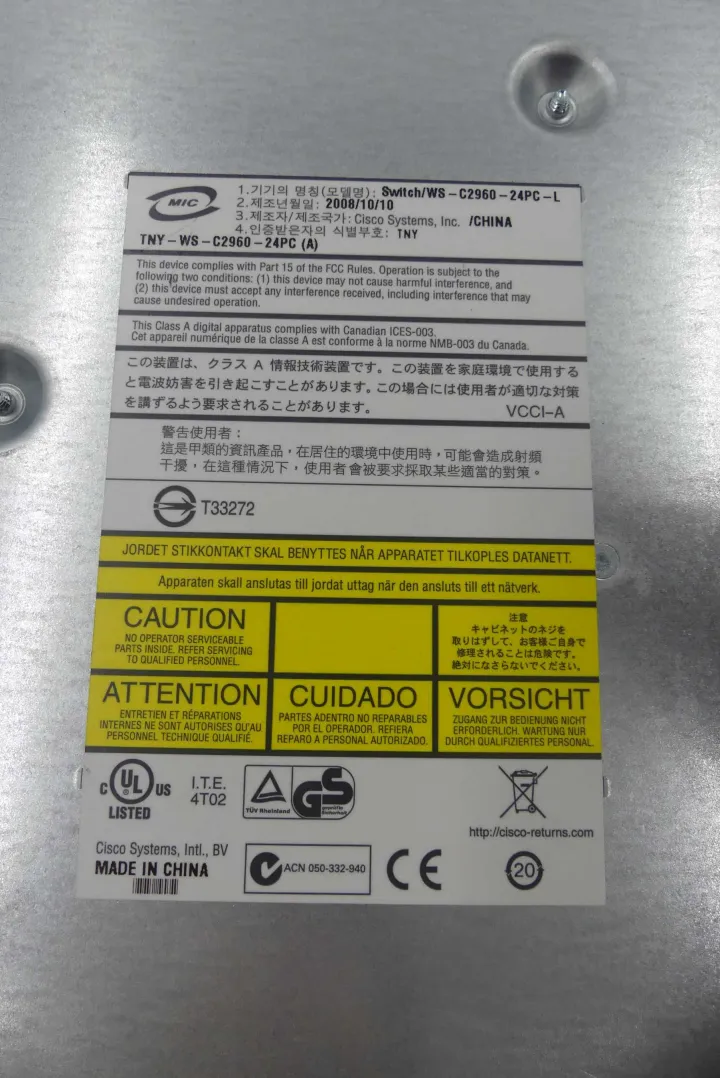 MIC
1.기기의 명칭(모델명): Switch/WS-C2960-24PC-L
2.제조년월일: 2008/10/10
3.제조자/제조국가: Cisco Systems, Inc. /CHINA
4.인증받은자의 식별부호: TNY
TNY-WS-C2960-24PC (A)
This device complies with Part 15 of the FCC Rules. Operation is subject to the
following two conditions: (1) this device may not cause harmful interference, and
(2) this device must accept any interference received, including interference that may
cause undesired operation.
This Class A digital apparatus complies with Canadian ICES-003.
Cet appareil numérique de la classe A est conforme à la norme NMB-003 du Canada.
この装置は、クラス A 情報技術装置です。この装置を家庭環境で使用する
と電波妨害を引き起こすことがあります。この場合には使用者が適切な対策
を講ずるよう要求されることがあります。 VCCI-A
警告使用者：
這是甲類的資訊產品，在居住的環境中使用時，可能會造成射頻
干擾，在這種情況下，使用者會被要求採取某些適當的對策。
T33272
JORDET STIKKONTAKT SKAL BENYTTES NÅR APPARATET TILKOPLES DATANETT.
Apparaten skall anslutas till jordat uttag när den ansluts till ett nätverk.
CAUTION
NO OPERATOR SERVICEABLE
PARTS INSIDE. REFER SERVICING
TO QUALIFIED PERSONNEL.
注意
キャビネットのネジを
取りはずして、お客様ご自身で
修理されることは危険です。
絶対になさらないでください。
ATTENTION
ENTRETIEN ET RÉPARATIONS
INTERNES NE SONT AUTORISES QU'AU
PERSONNEL TECHNIQUE QUALIFIÉ.
CUIDADO
PARTES ADENTRO NO REPARABLES
POR EL OPERADOR. REFIERA
REPARO A PERSONAL AUTORIZADO.
VORSICHT
ZUGANG ZUR BEDIENUNG NICHT
ERFORDERLICH. WARTUNG NUR
DURCH QUALIFIZIERTES PERSONAL.
C UL US
LISTED
I.T.E.
4T02
TÜV Rheinland
GS
geprüfte
Sicherheit
http://cisco-returns.com
Cisco Systems, Intl., BV
MADE IN CHINA
ACN 050-332-940
CE
20